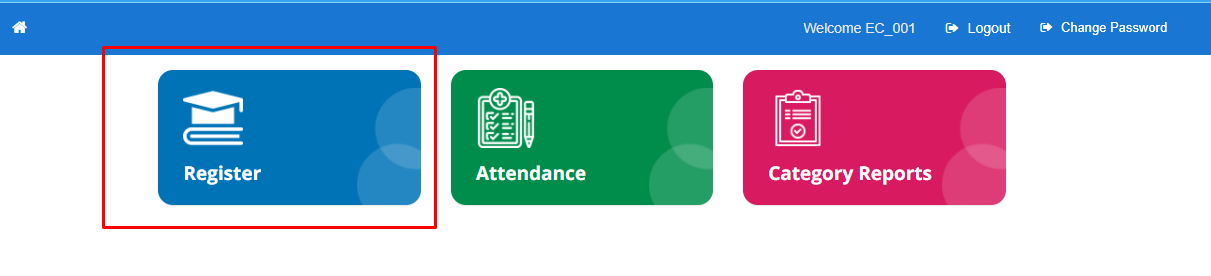 Welcome EC_001 Logout Change Password
Register Attendance Category Reports